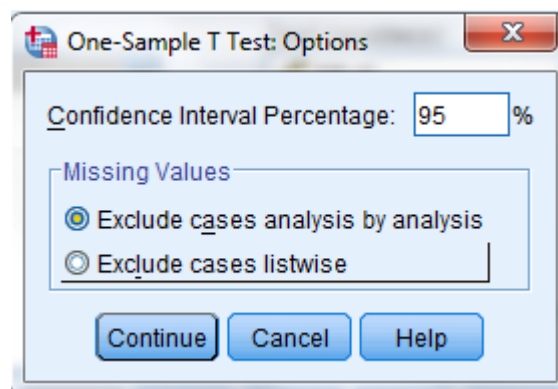 One-Sample T Test: Options
Confidence Interval Percentage: 95 %
Missing Values
Exclude cases analysis by analysis
Exclude cases listwise
Continue Cancel Help